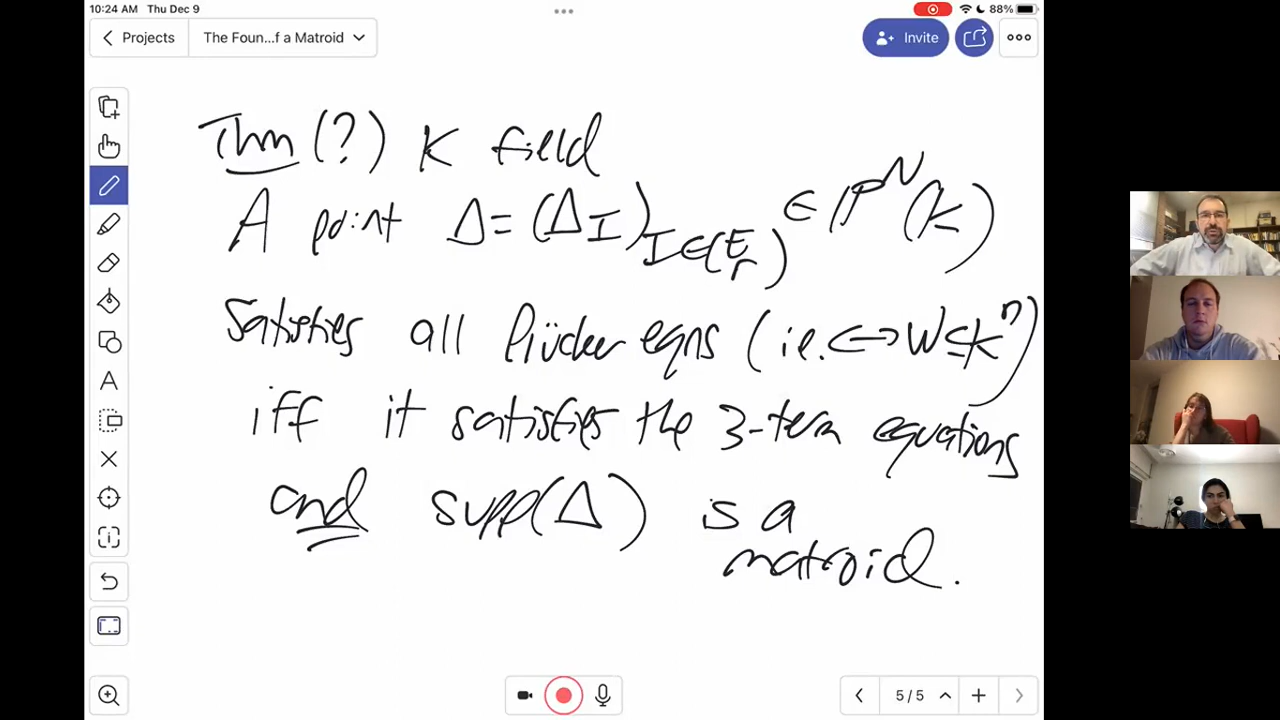 10:24 AM Thu Dec 9
88%
Projects
The Foun...f a Matroid
Invite
Thm (?) K field
A point Δ = (Δ_I)_{I∈(E r)} ∈ P^N(K)
Satisfies all Plücker eqns (i.e. ↔ W ⊆ K^n)
iff it satisfies the 3-term equations
and supp(Δ) is a
matroid.
A
5/5